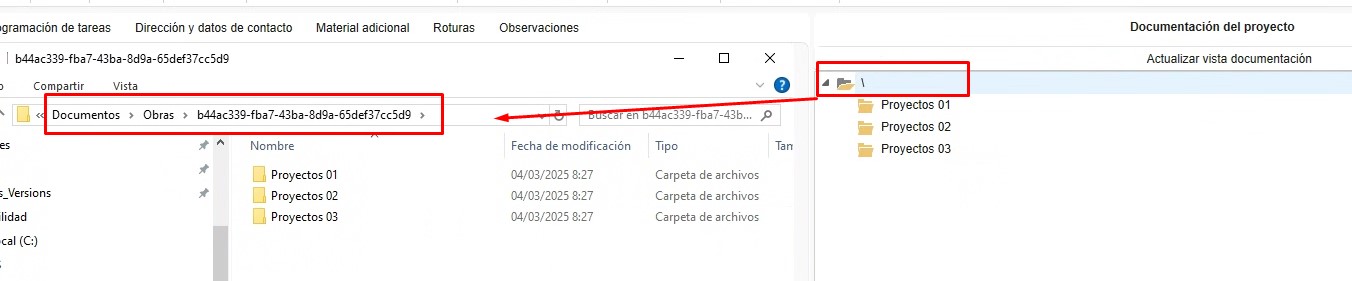 ogramación de tareas Dirección y datos de contacto Material adicional Roturas Observaciones
Documentación del proyecto
b44ac339-fba7-43ba-8d9a-65def37cc5d9
Actualizar vista documentación
Compartir Vista
\
Documentos › Obras › b44ac339-fba7-43ba-8d9a-65def37cc5d9 ›
Buscar en b44ac339-fba7-43b...
Proyectos 01
Proyectos 02
Proyectos 03
es
s_Versions
ilidad
cal (C:)
Nombre Fecha de modificación Tipo Tam
Proyectos 01 04/03/2025 8:27 Carpeta de archivos
Proyectos 02 04/03/2025 8:27 Carpeta de archivos
Proyectos 03 04/03/2025 8:27 Carpeta de archivos